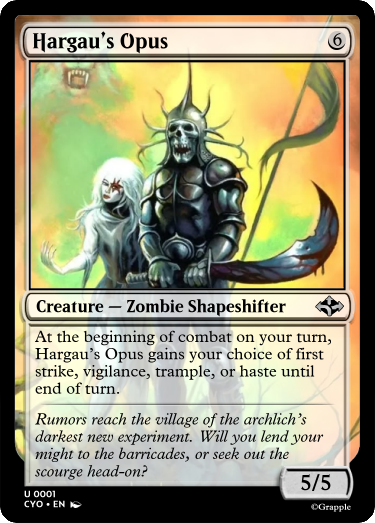 Hargau's Opus 6
Creature — Zombie Shapeshifter
At the beginning of combat on your turn,
Hargau's Opus gains your choice of first
strike, vigilance, trample, or haste until
end of turn.
Rumors reach the village of the archlich's
darkest new experiment. Will you lend your
might to the barricades, or seek out the
scourge head-on?
5/5
U 0001
CYO • EN
©Grapple